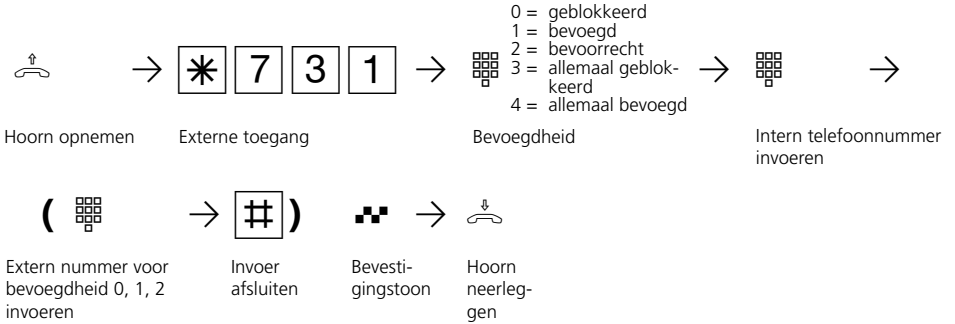 0 = geblokkeerd
1 = bevoegd
2 = bevoorrecht
3 = allemaal geblok-
keerd
4 = allemaal bevoegd
* 7 3 1
Hoorn opnemen
Externe toegang
Bevoegdheid
Intern telefoonnummer
invoeren
( # )
Extern nummer voor
bevoegdheid 0, 1, 2
invoeren
Invoer
afsluiten
Bevesti-
gingstoon
Hoorn
neerleg-
gen